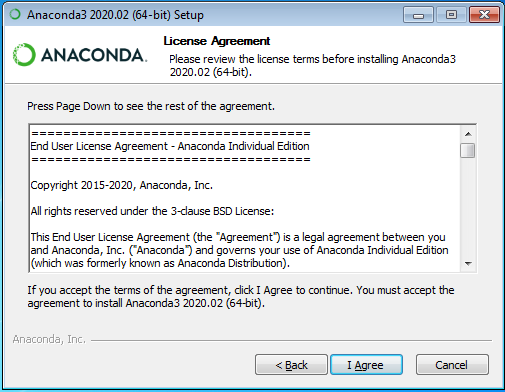 Anaconda3 2020.02 (64-bit) Setup
ANACONDA.
License Agreement
Please review the license terms before installing Anaconda3
2020.02 (64-bit).
Press Page Down to see the rest of the agreement.
======================================
End User License Agreement - Anaconda Individual Edition
======================================
Copyright 2015-2020, Anaconda, Inc.
All rights reserved under the 3-clause BSD License:
This End User License Agreement (the "Agreement") is a legal agreement between you
and Anaconda, Inc. ("Anaconda") and governs your use of Anaconda Individual Edition
(which was formerly known as Anaconda Distribution).
If you accept the terms of the agreement, click I Agree to continue. You must accept the
agreement to install Anaconda3 2020.02 (64-bit).
Anaconda, Inc.
< Back
I Agree
Cancel